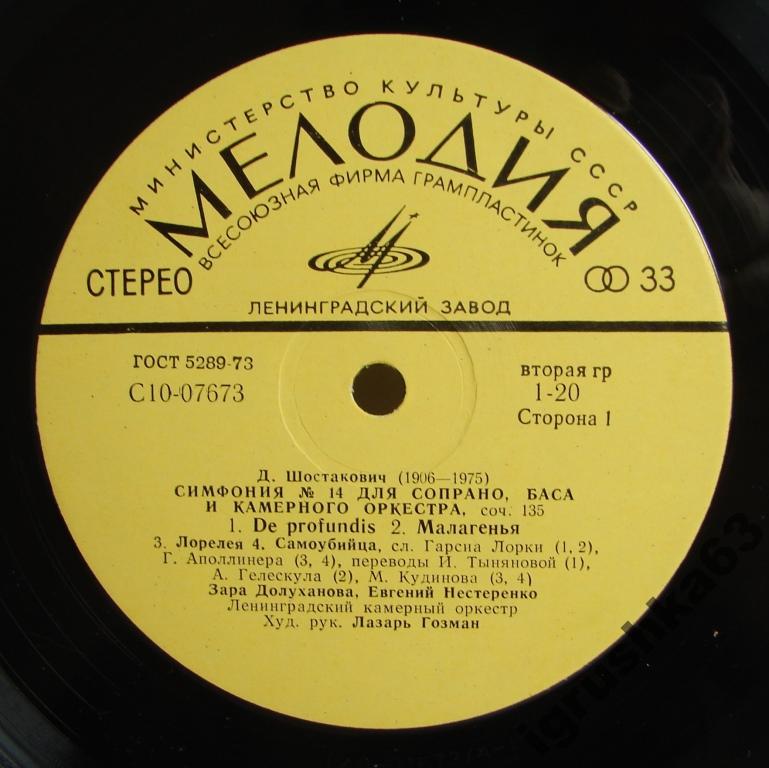 МИНИСТЕРСТВО КУЛЬТУРЫ СССР
МЕЛОДИЯ
ВСЕСОЮЗНАЯ ФИРМА ГРАМПЛАСТИНОК
СТЕРЕО
33
ЛЕНИНГРАДСКИЙ ЗАВОД
ГОСТ 5289-73
вторая гр
С10-07673
1-20
Сторона 1
Д. Шостакович (1906—1975)
СИМФОНИЯ № 14 ДЛЯ СОПРАНО, БАСА
И КАМЕРНОГО ОРКЕСТРА, соч. 135
1. De profundis 2. Малагенья
3. Лорелея 4. Самоубийца, сл. Гарсиа Лорки (1, 2),
Г. Аполлинера (3, 4), переводы И. Тыняновой (1),
А. Гелескула (2), М. Кудинова (3, 4)
Зара Долуханова, Евгений Нестеренко
Ленинградский камерный оркестр
Худ. рук. Лазарь Гозман
igrushka63